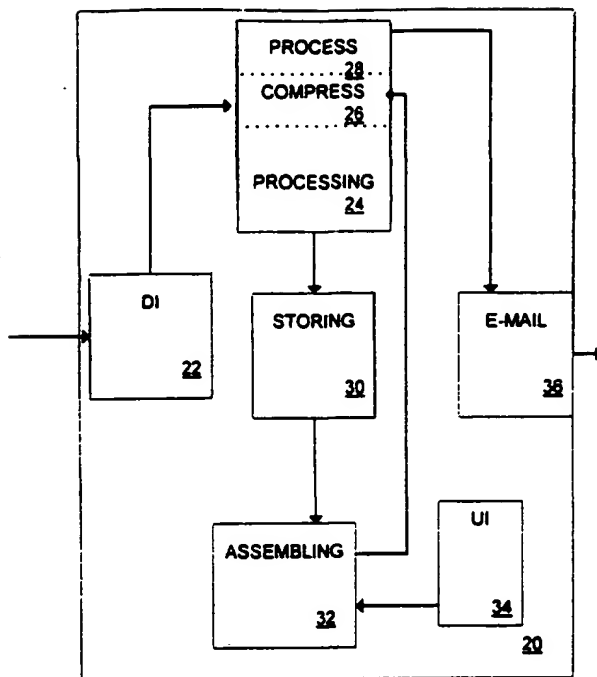 PROCESS
28
COMPRESS
26
PROCESSING
24
DI
22
STORING
30
E-MAIL
36
ASSEMBLING
32
UI
34
20